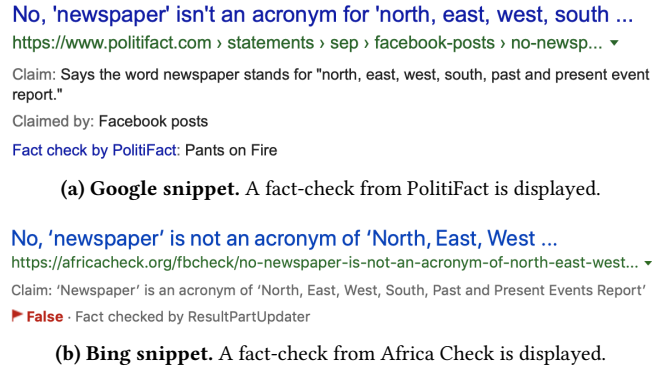 No, 'newspaper' isn't an acronym for 'north, east, west, south ...
https://www.politifact.com › statements › sep › facebook-posts › no-newsp... ▼
Claim: Says the word newspaper stands for "north, east, west, south, past and present event
report."
Claimed by: Facebook posts
Fact check by PolitiFact: Pants on Fire
(a) Google snippet. A fact-check from PolitiFact is displayed.
No, ‘newspaper’ is not an acronym of ‘North, East, West ...
https://africacheck.org/fbcheck/no-newspaper-is-not-an-acronym-of-north-east-west... ▼
Claim: ‘Newspaper’ is an acronym of ‘North, East, West, South, Past and Present Events Report’
False · Fact checked by ResultPartUpdater
(b) Bing snippet. A fact-check from Africa Check is displayed.